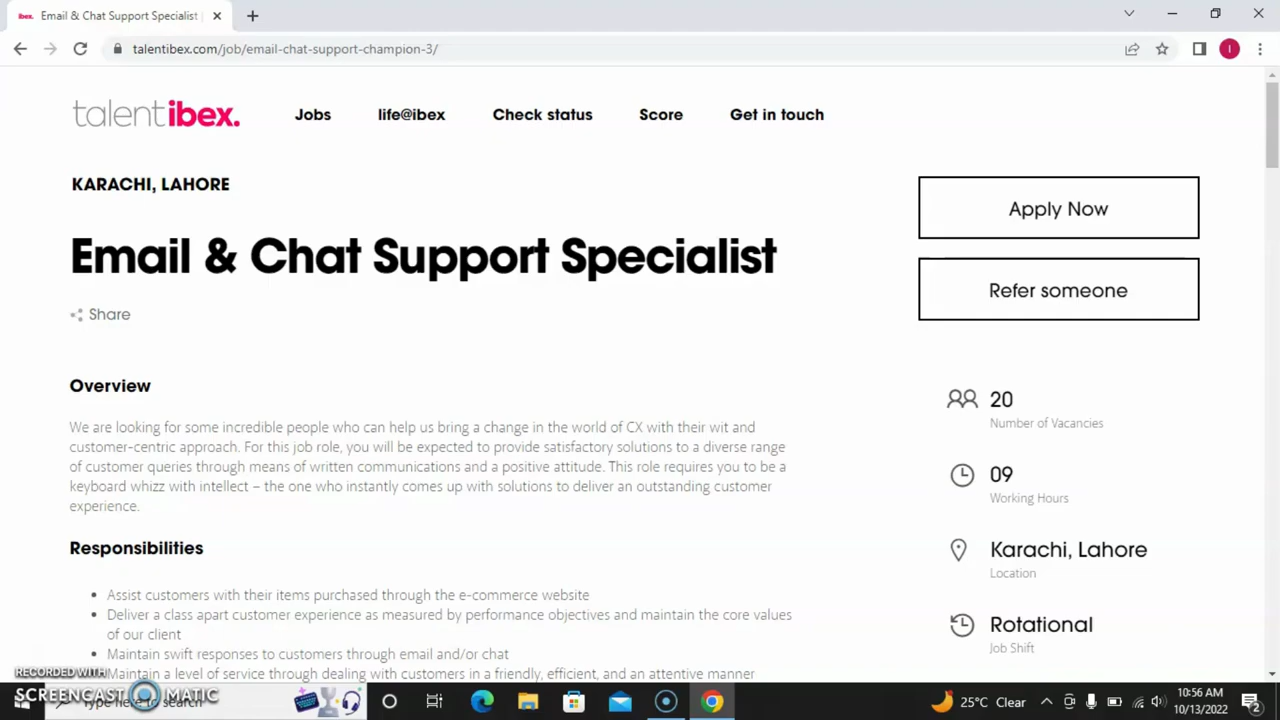 ibex. Email & Chat Support Specialist
talentibex.com/job/email-chat-support-champion-3/
I
talentibex.
Jobs
life@ibex
Check status
Score
Get in touch
KARACHI, LAHORE
Email & Chat Support Specialist
Share
Apply Now
Refer someone
Overview
We are looking for some incredible people who can help us bring a change in the world of CX with their wit and
customer-centric approach. For this job role, you will be expected to provide satisfactory solutions to a diverse range
of customer queries through means of written communications and a positive attitude. This role requires you to be a
keyboard whizz with intellect – the one who instantly comes up with solutions to deliver an outstanding customer
experience.
Responsibilities
Assist customers with their items purchased through the e-commerce website
Deliver a class apart customer experience as measured by performance objectives and maintain the core values
of our client
Maintain swift responses to customers through email and/or chat
Maintain a level of service through dealing with customers in a friendly, efficient, and an attentive manner
20
Number of Vacancies
09
Working Hours
Karachi, Lahore
Location
Rotational
Job Shift
RECORDED WITH
SCREENCAST MATIC
Type here to search
25°C Clear
10:56 AM
10/13/2022
2